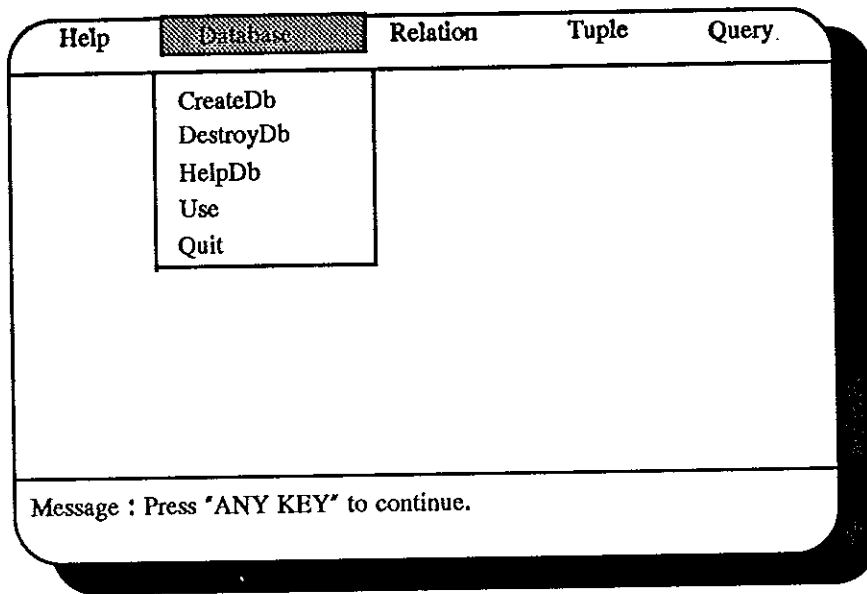 Help Database Relation Tuple Query
CreateDb
DestroyDb
HelpDb
Use
Quit
Message : Press "ANY KEY" to continue.